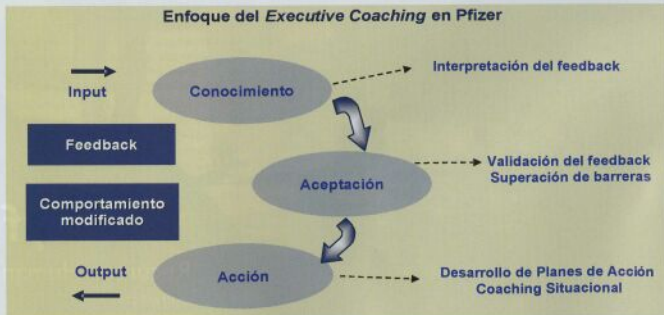 Enfoque del Executive Coaching en Pfizer
Input
Conocimiento
Interpretación del feedback
Feedback
Aceptación
Validación del feedback
Superación de barreras
Comportamiento
modificado
Output
Acción
Desarrollo de Planes de Acción
Coaching Situacional